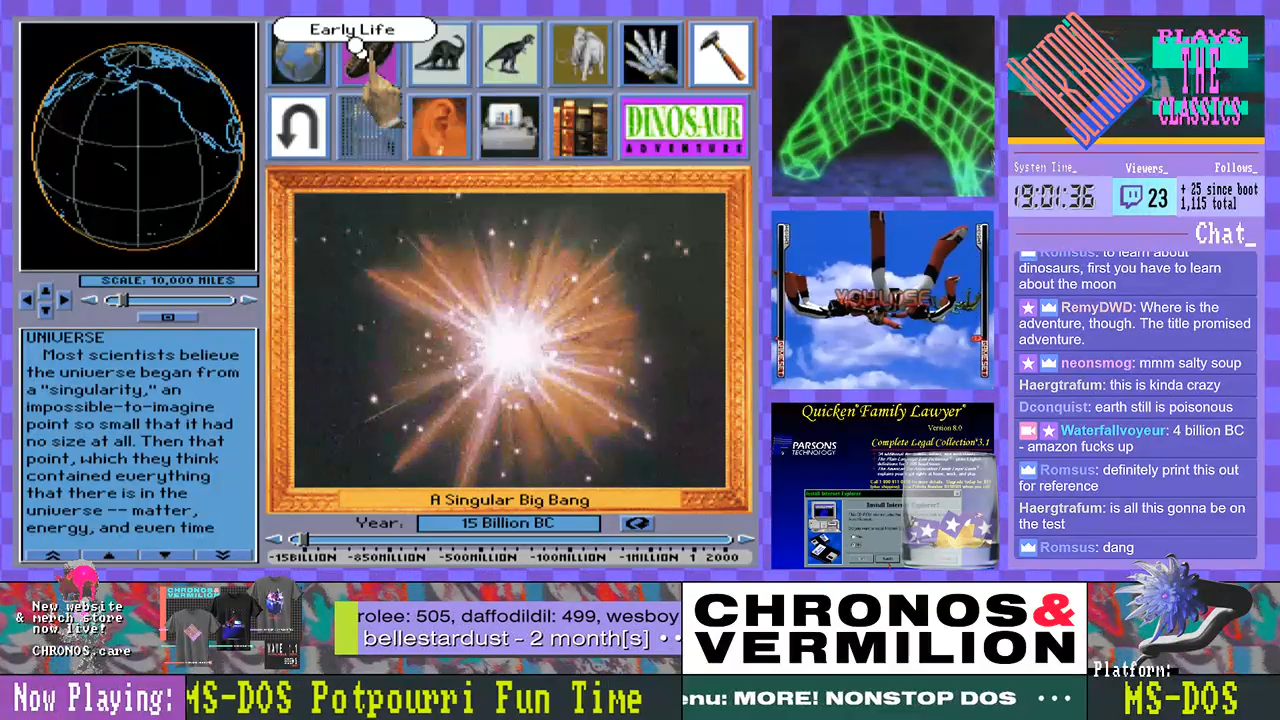 Early Life
DINOSAUR
ADVENTURE
SCALE: 10,000 MILES
UNIVERSE
Most scientists believe
the universe began from
a "singularity," an
impossible-to-imagine
point so small that it had
no size at all. Then that
point, which they think
contained everything
that there is in the
universe -- matter,
energy, and even time
A Singular Big Bang
Year: 15 Billion BC
-15BILLION -850MILLION -500MILLION -100MILLION -1MILLION 1 2000
YOU LOSE
Quicken Family Lawyer
Version 8.0
PARSONS
TECHNOLOGY
Complete Legal Collection 3.1
PLAYS
THE
CLASSICS
System Time_ Viewers_ Follows_
19:01:36 23 + 25 since boot
1,115 total
Chat_
Romsus: to learn about
dinosaurs, first you have to learn
about the moon
RemyDWD: Where is the
adventure, though. The title promised
adventure.
neonsmog: mmm salty soup
Haergtrafum: this is kinda crazy
Dconquist: earth still is poisonous
Waterfallvoyeur: 4 billion BC
- amazon fucks up
Romsus: definitely print this out
for reference
Haergtrafum: is all this gonna be on
the test
Romsus: dang
New website
& merch store
now live!
CHRONOS.care
rolee: 505, daffodildil: 499, wesboy
bellestardust - 2 month[s] • •
CHRONOS&
VERMILION
Platform:
MS-DOS
Now Playing: MS-DOS Potpourri Fun Time
enu: MORE! NONSTOP DOS •••